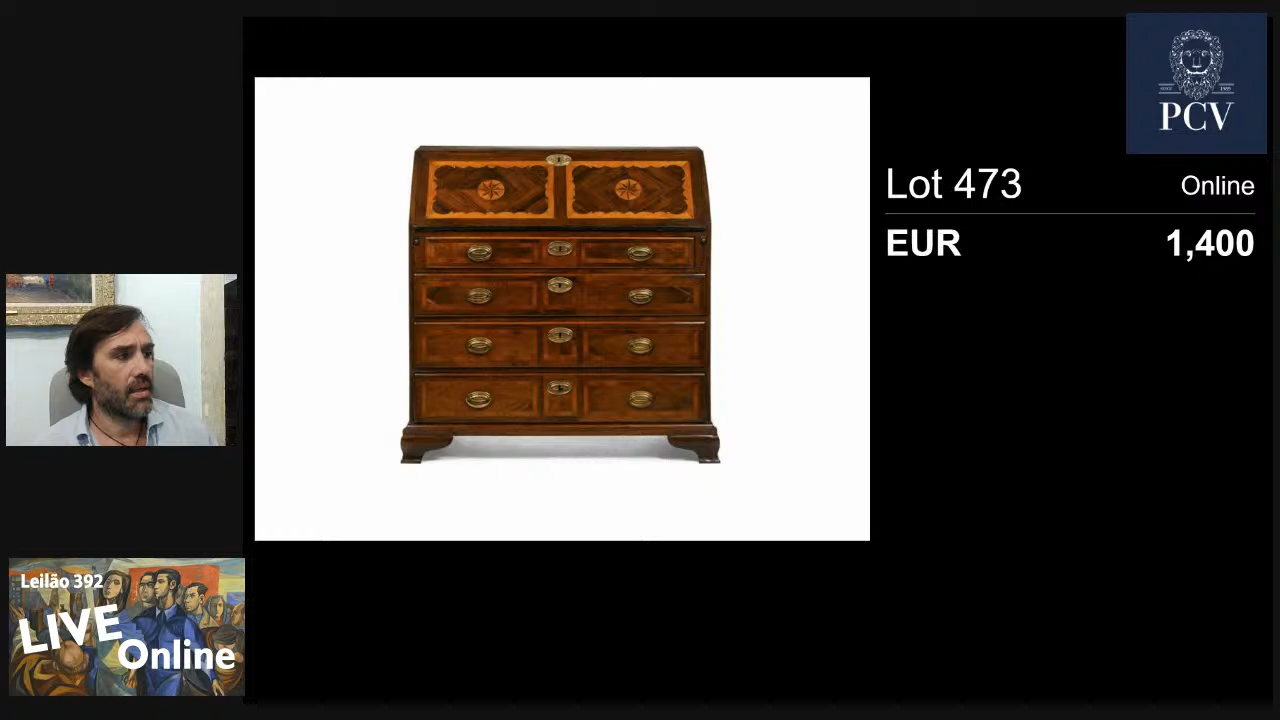 PCV
Lot 473
Online
EUR
1,400
Leilão 392
LIVE
Online